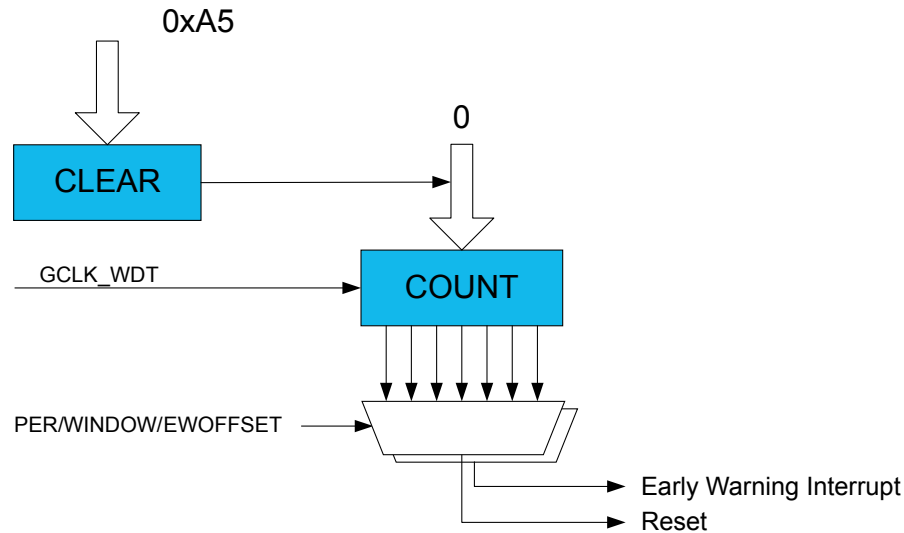 0xA5
0
CLEAR
GCLK_WDT
COUNT
PER/WINDOW/EWOFFSET
Early Warning Interrupt
Reset